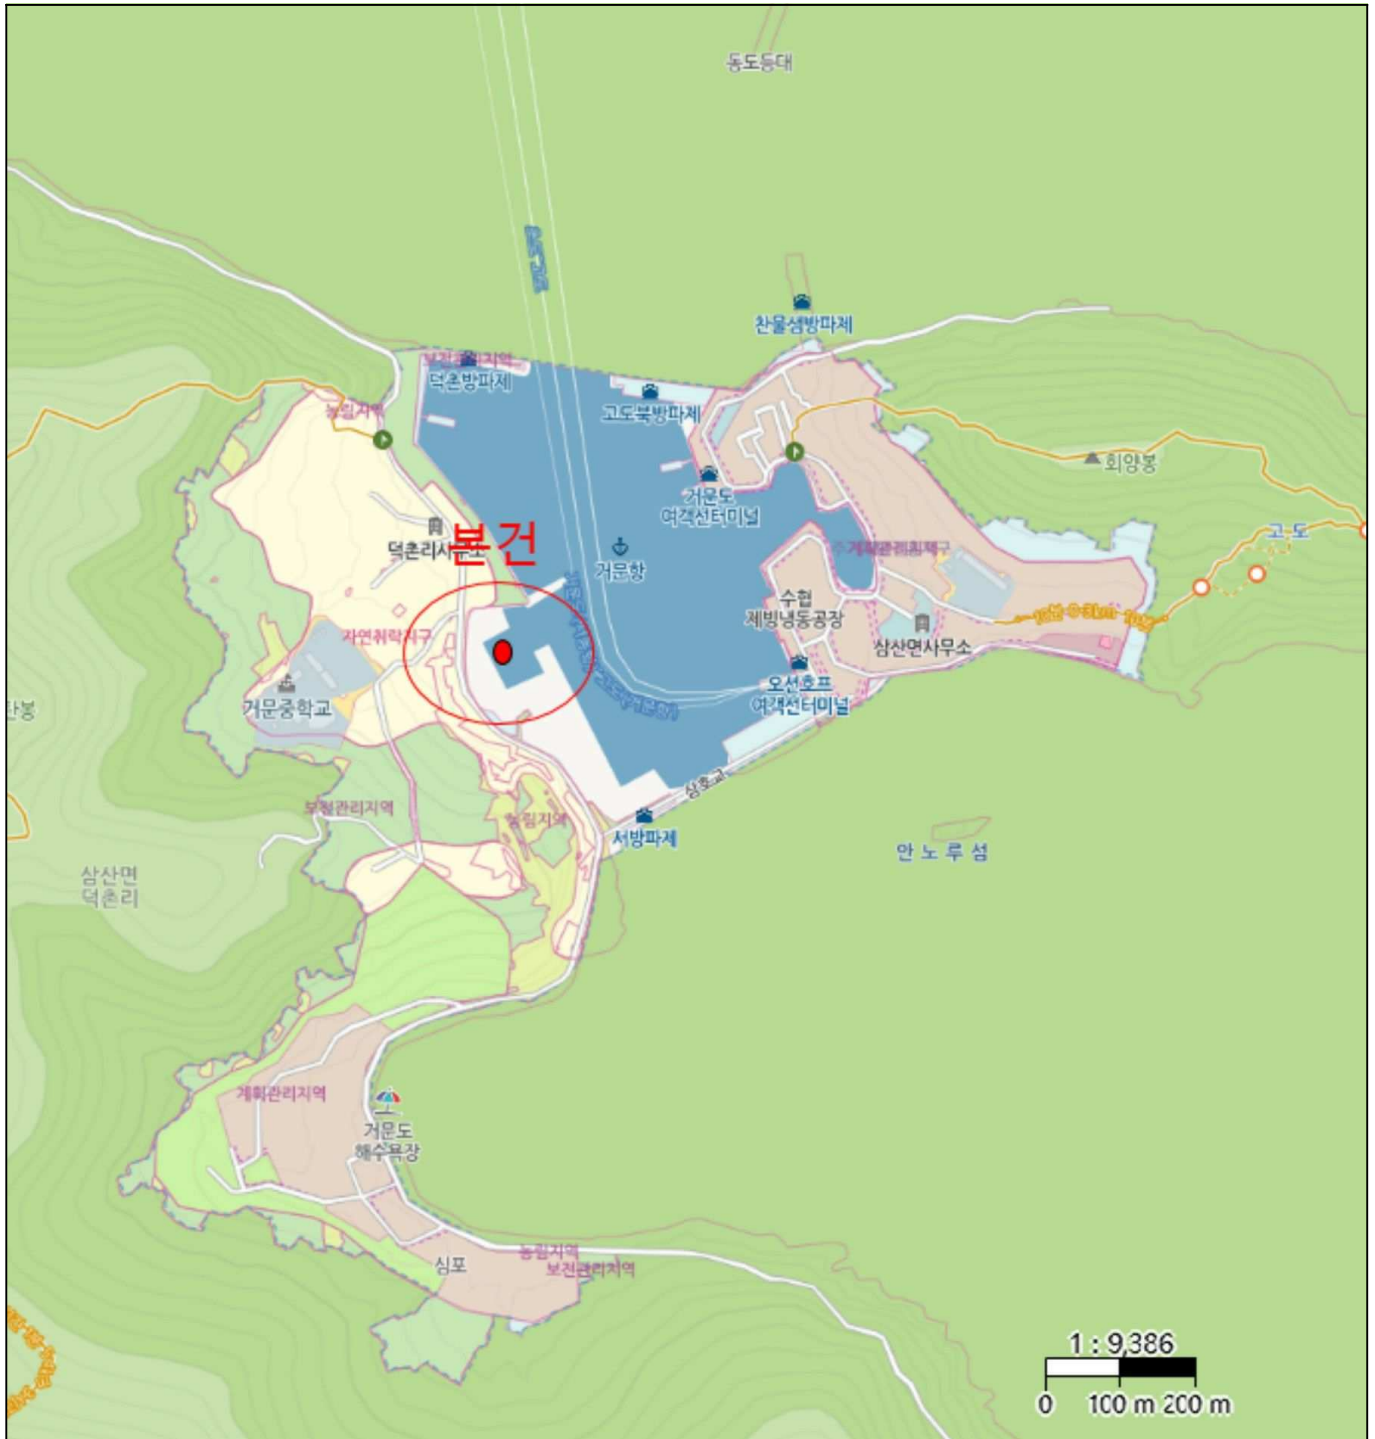 동도등대
찬물샘방파제
보전관리지역
덕촌방파제
고도북방파제
농림지역
회양봉
거문도
여객선터미널
고 도
본건
덕촌리사무소
거문항
수협
제빙냉동공장
삼산면사무소
자연취락지구
거문중학교
오션호프
여객선터미널
보전관리지역
농림지역
삼호교
서방파제
안 노 루 섬
삼산면
덕촌리
계획관리지역
거문도
해수욕장
심포
농림지역
보전관리지역
1 : 9,386
0 100 m 200 m